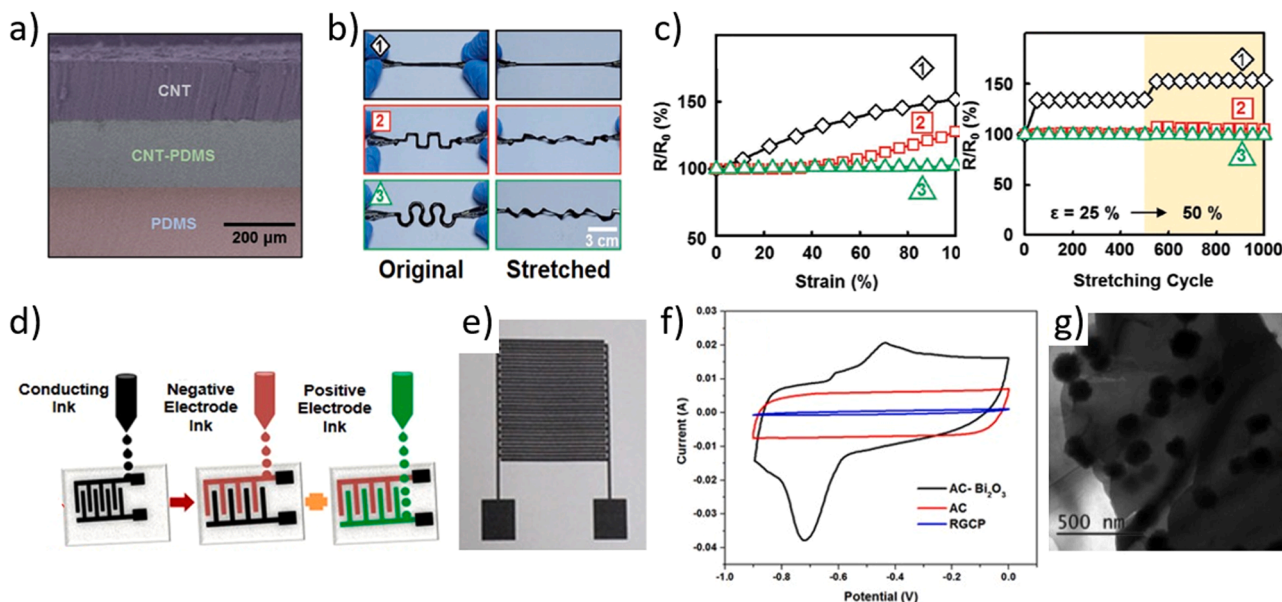 a)
CNT
CNT-PDMS
PDMS
200 µm
b)
1
2
3
3 cm
Original
Stretched
c)
R/R0 (%)
150
100
50
0 20 40 60 80 100
Strain (%)
1
2
3
R/R0 (%)
150
100
50
0 200 400 600 800 1000
Stretching Cycle
1
2
3
ε = 25 % → 50 %
d)
Conducting
Ink
Negative
Electrode
Ink
Positive
Electrode
Ink
e)
f)
Current (A)
0.03
0.02
0.01
0.00
-0.01
-0.02
-0.03
-0.04
-1.0 -0.8 -0.6 -0.4 -0.2 0.0
Potential (V)
AC- Bi₂O₃
AC
RGCP
g)
500 nm